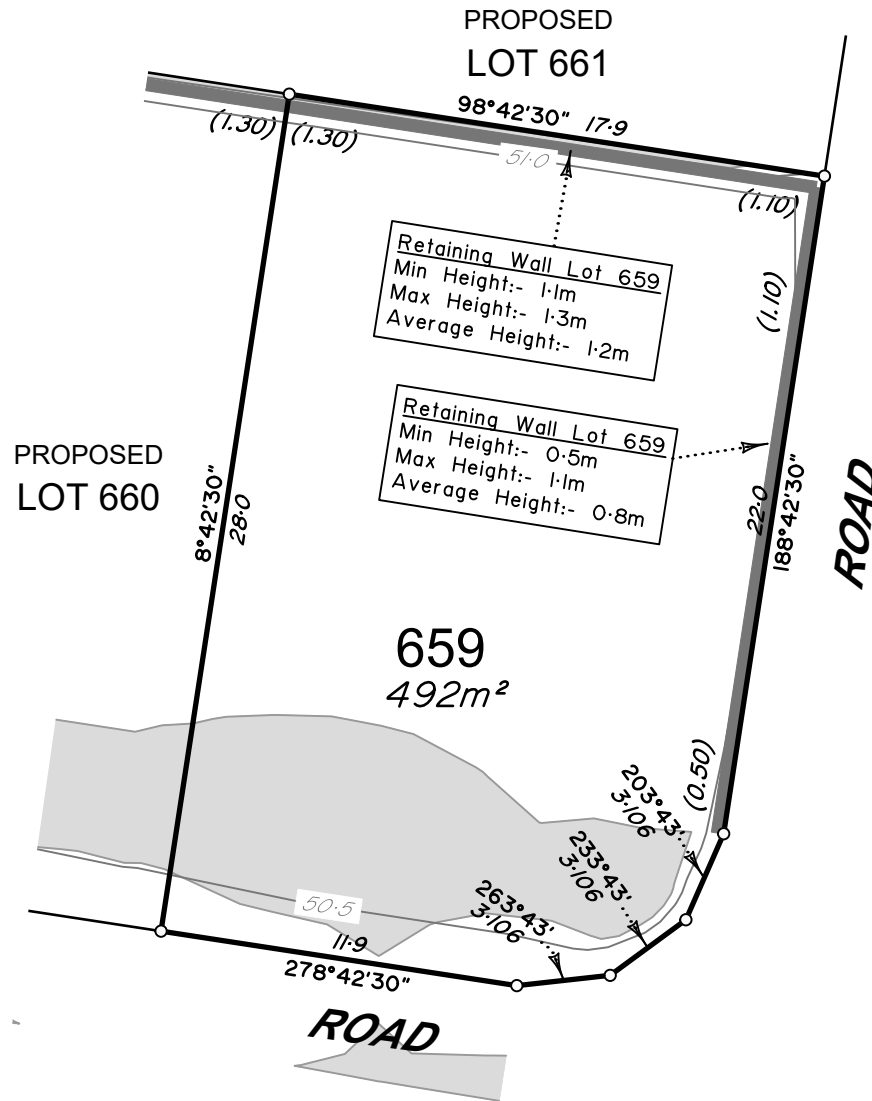 PROPOSED
LOT 661
98°42'30" 17·9
(1.30) (1.30)
51·0
(1.10)
(1.10)
Retaining Wall Lot 659
Min Height:- 1·1m
Max Height:- 1·3m
Average Height:- 1·2m
Retaining Wall Lot 659
Min Height:- 0·5m
Max Height:- 1·1m
Average Height:- 0·8m
PROPOSED
LOT 660
8°42'30"
28·0
22·0
188°42'30"
ROAD
659
492m²
(0.50)
203°43'
3·106
233°43'
3·106
263°43'
3·106
50·5
11·9
278°42'30"
ROAD